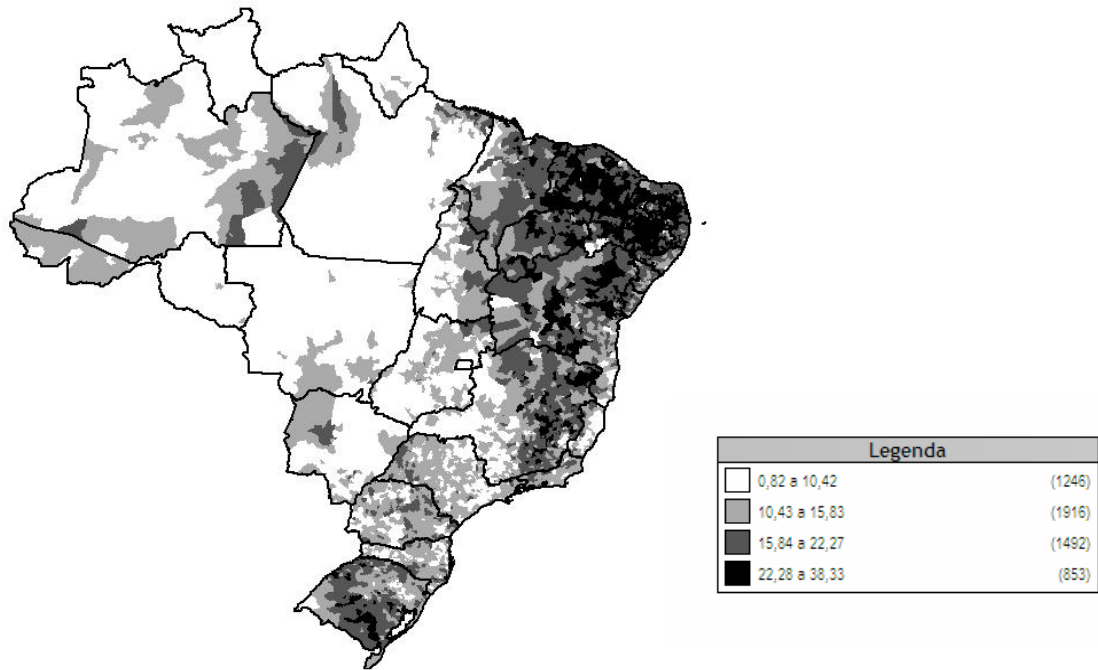 Legenda
0,82 a 10,42 (1246)
10,43 a 15,83 (1916)
15,84 a 22,27 (1492)
22,28 a 38,33 (853)